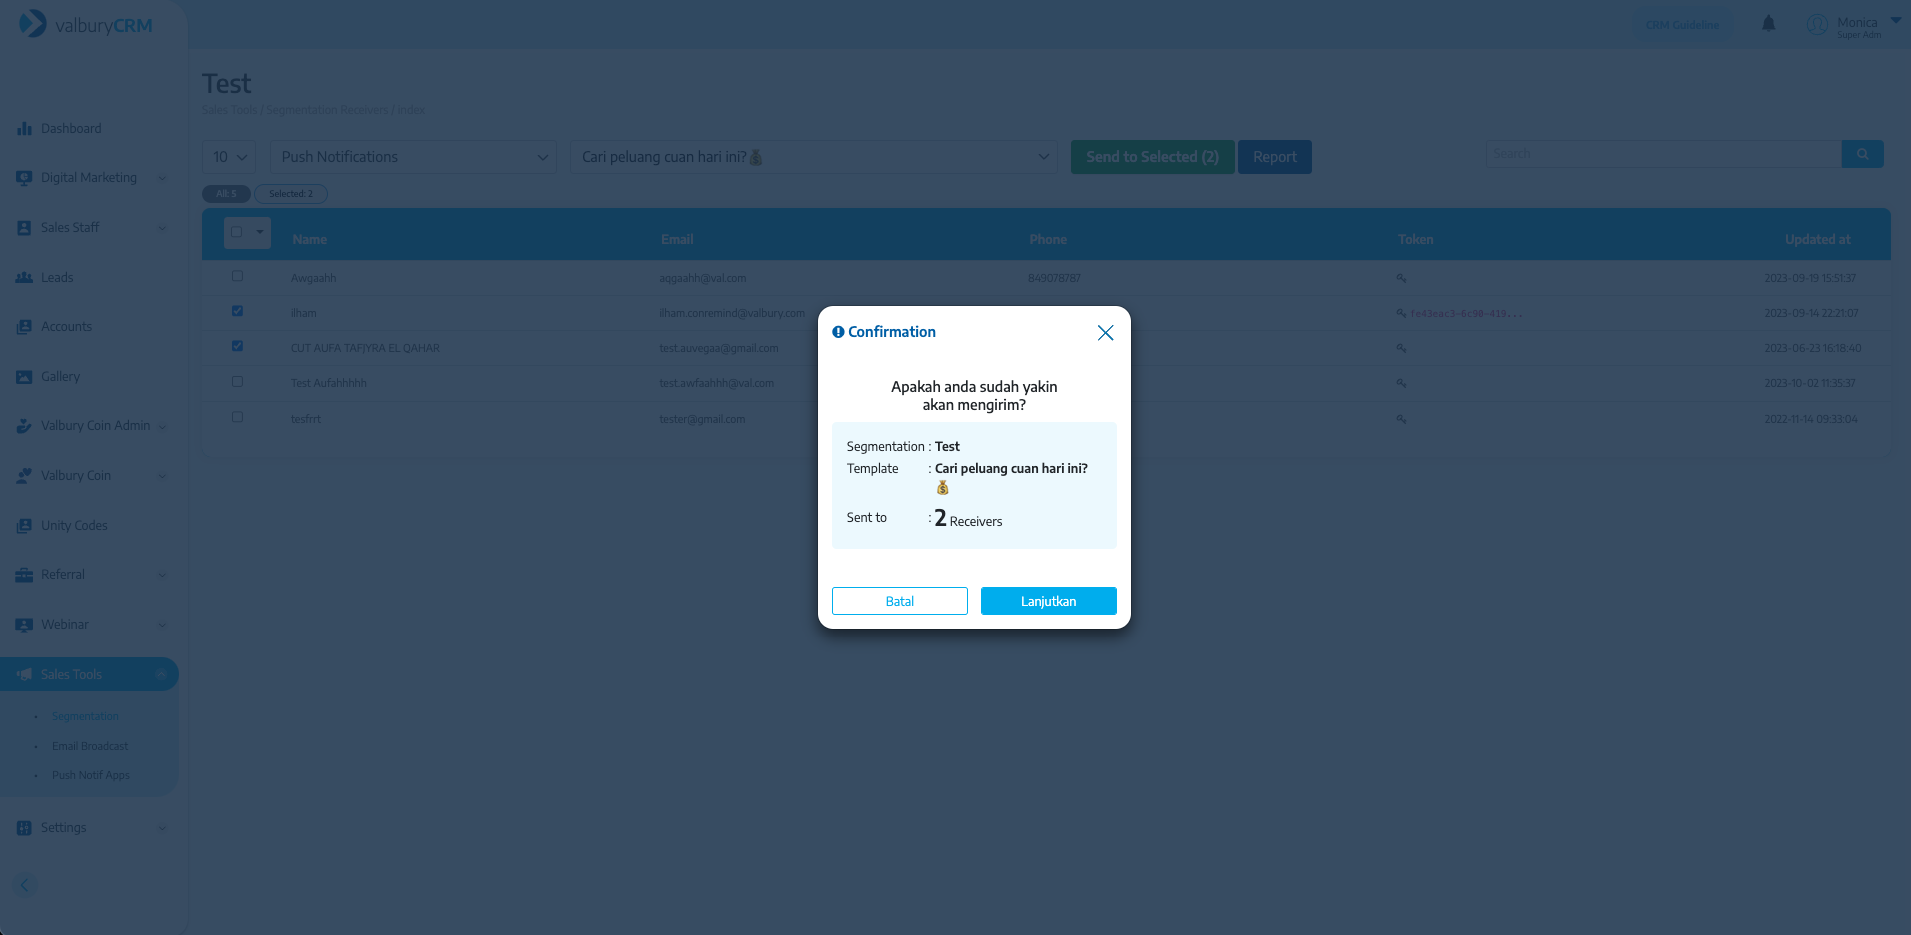 valburyCRM
CRM Guideline
Monica
Super Adm
Test
Sales Tools / Segmentation Receivers / Index
10
Push Notifications
Cari peluang cuan hari ini?💰
Send to Selected (2)
Report
Search
All: 5
Selected: 2
Name Email Phone Token Updated at
Awgaahh aqgaahh@val.com 849078787 2023-09-19 15:51:37
ilham ilham.conremind@valbury.com fe43eac3-6c90-419... 2023-09-14 22:21:07
CUT AUFA TAFJYRA EL QAHAR test.auvegaa@gmail.com 2023-06-23 16:18:40
Test Aufahhhhh test.awfaahhh@val.com 2023-10-02 11:35:37
tesfrrt tester@gmail.com 2022-11-14 09:33:04
Dashboard
Digital Marketing
Sales Staff
Leads
Accounts
Gallery
Valbury Coin Admin
Valbury Coin
Unity Codes
Referral
Webinar
Sales Tools
Segmentation
Email Broadcast
Push Notif Apps
Settings
Confirmation
Apakah anda sudah yakin
akan mengirim?
Segmentation : Test
Template : Cari peluang cuan hari ini?
💰
Sent to : 2 Receivers
Batal
Lanjutkan